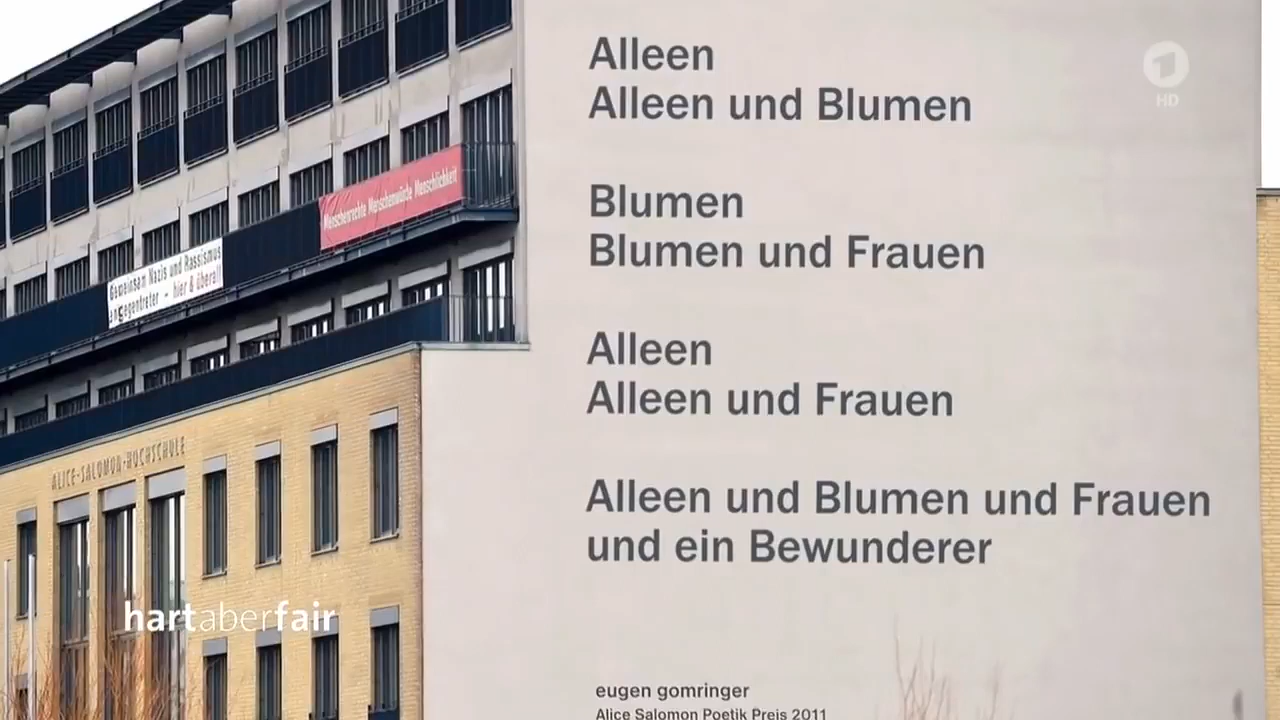 Alleen
Alleen und Blumen
Blumen
Blumen und Frauen
Alleen
Alleen und Frauen
Alleen und Blumen und Frauen
und ein Bewunderer
eugen gomringer
Alice Salomon Poetik Preis 2011
Menschenrechte Menschenwürde Menschlichkeit
Gemeinsam Nazis und Rassismus
entgegentreten - hier & überall
ALICE-SALOMON-HOCHSCHULE
hartaberfair
1
HD